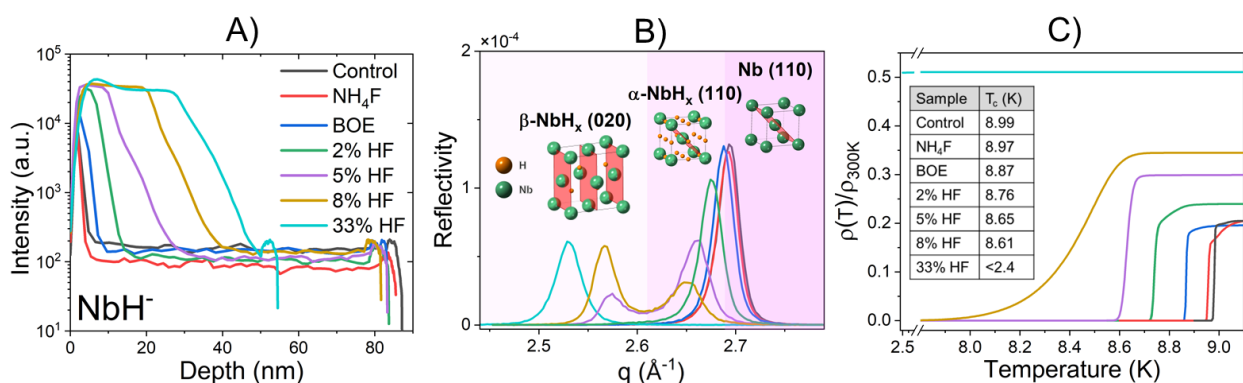 A)
Intensity (a.u.)
10⁵
10⁴
10³
10²
10¹
Control
NH₄F
BOE
2% HF
5% HF
8% HF
33% HF
NbH⁻
0 20 40 60 80
Depth (nm)
B)
×10⁻⁴
2
1
0
Reflectivity
Nb (110)
α-NbHₓ (110)
β-NbHₓ (020)
H
Nb
2.5 2.6 2.7
q (Å⁻¹)
C)
ρ(T)/ρ₃₀₀K
0.5
0.4
0.3
0.2
0.1
0.0
Sample T꜀ (K)
Control 8.99
NH₄F 8.97
BOE 8.87
2% HF 8.76
5% HF 8.65
8% HF 8.61
33% HF <2.4
2.5 8.0 8.2 8.4 8.6 8.8 9.0
Temperature (K)